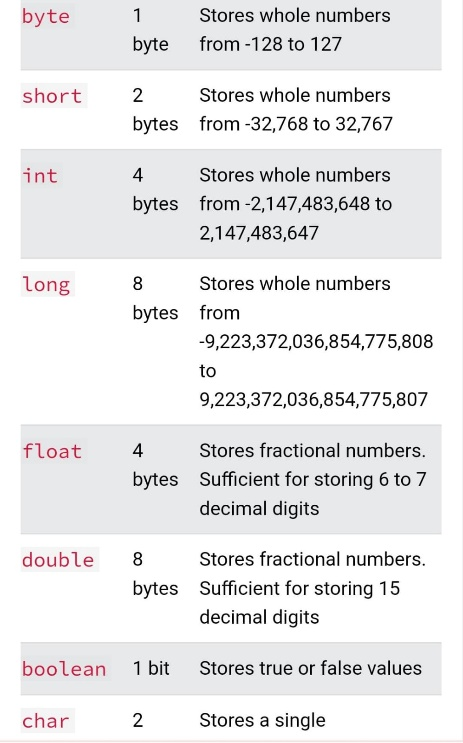 byte 1 Stores whole numbers
byte from -128 to 127
short 2 Stores whole numbers
bytes from -32,768 to 32,767
int 4 Stores whole numbers
bytes from -2,147,483,648 to
2,147,483,647
long 8 Stores whole numbers
bytes from
-9,223,372,036,854,775,808
to
9,223,372,036,854,775,807
float 4 Stores fractional numbers.
bytes Sufficient for storing 6 to 7
decimal digits
double 8 Stores fractional numbers.
bytes Sufficient for storing 15
decimal digits
boolean 1 bit Stores true or false values
char 2 Stores a single